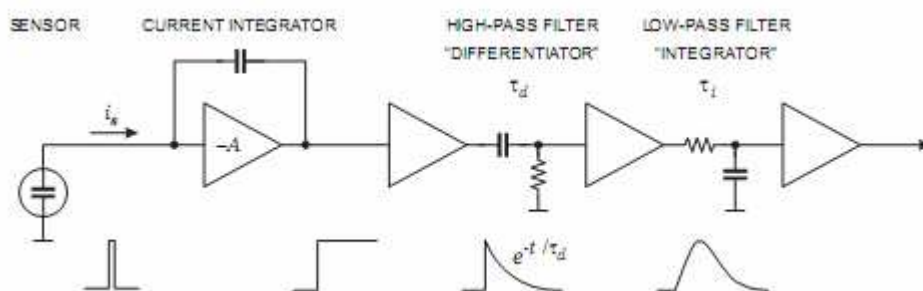 SENSOR
CURRENT INTEGRATOR
HIGH-PASS FILTER
"DIFFERENTIATOR"
LOW-PASS FILTER
"INTEGRATOR"
τd
τi
is
–A
e-t /τd